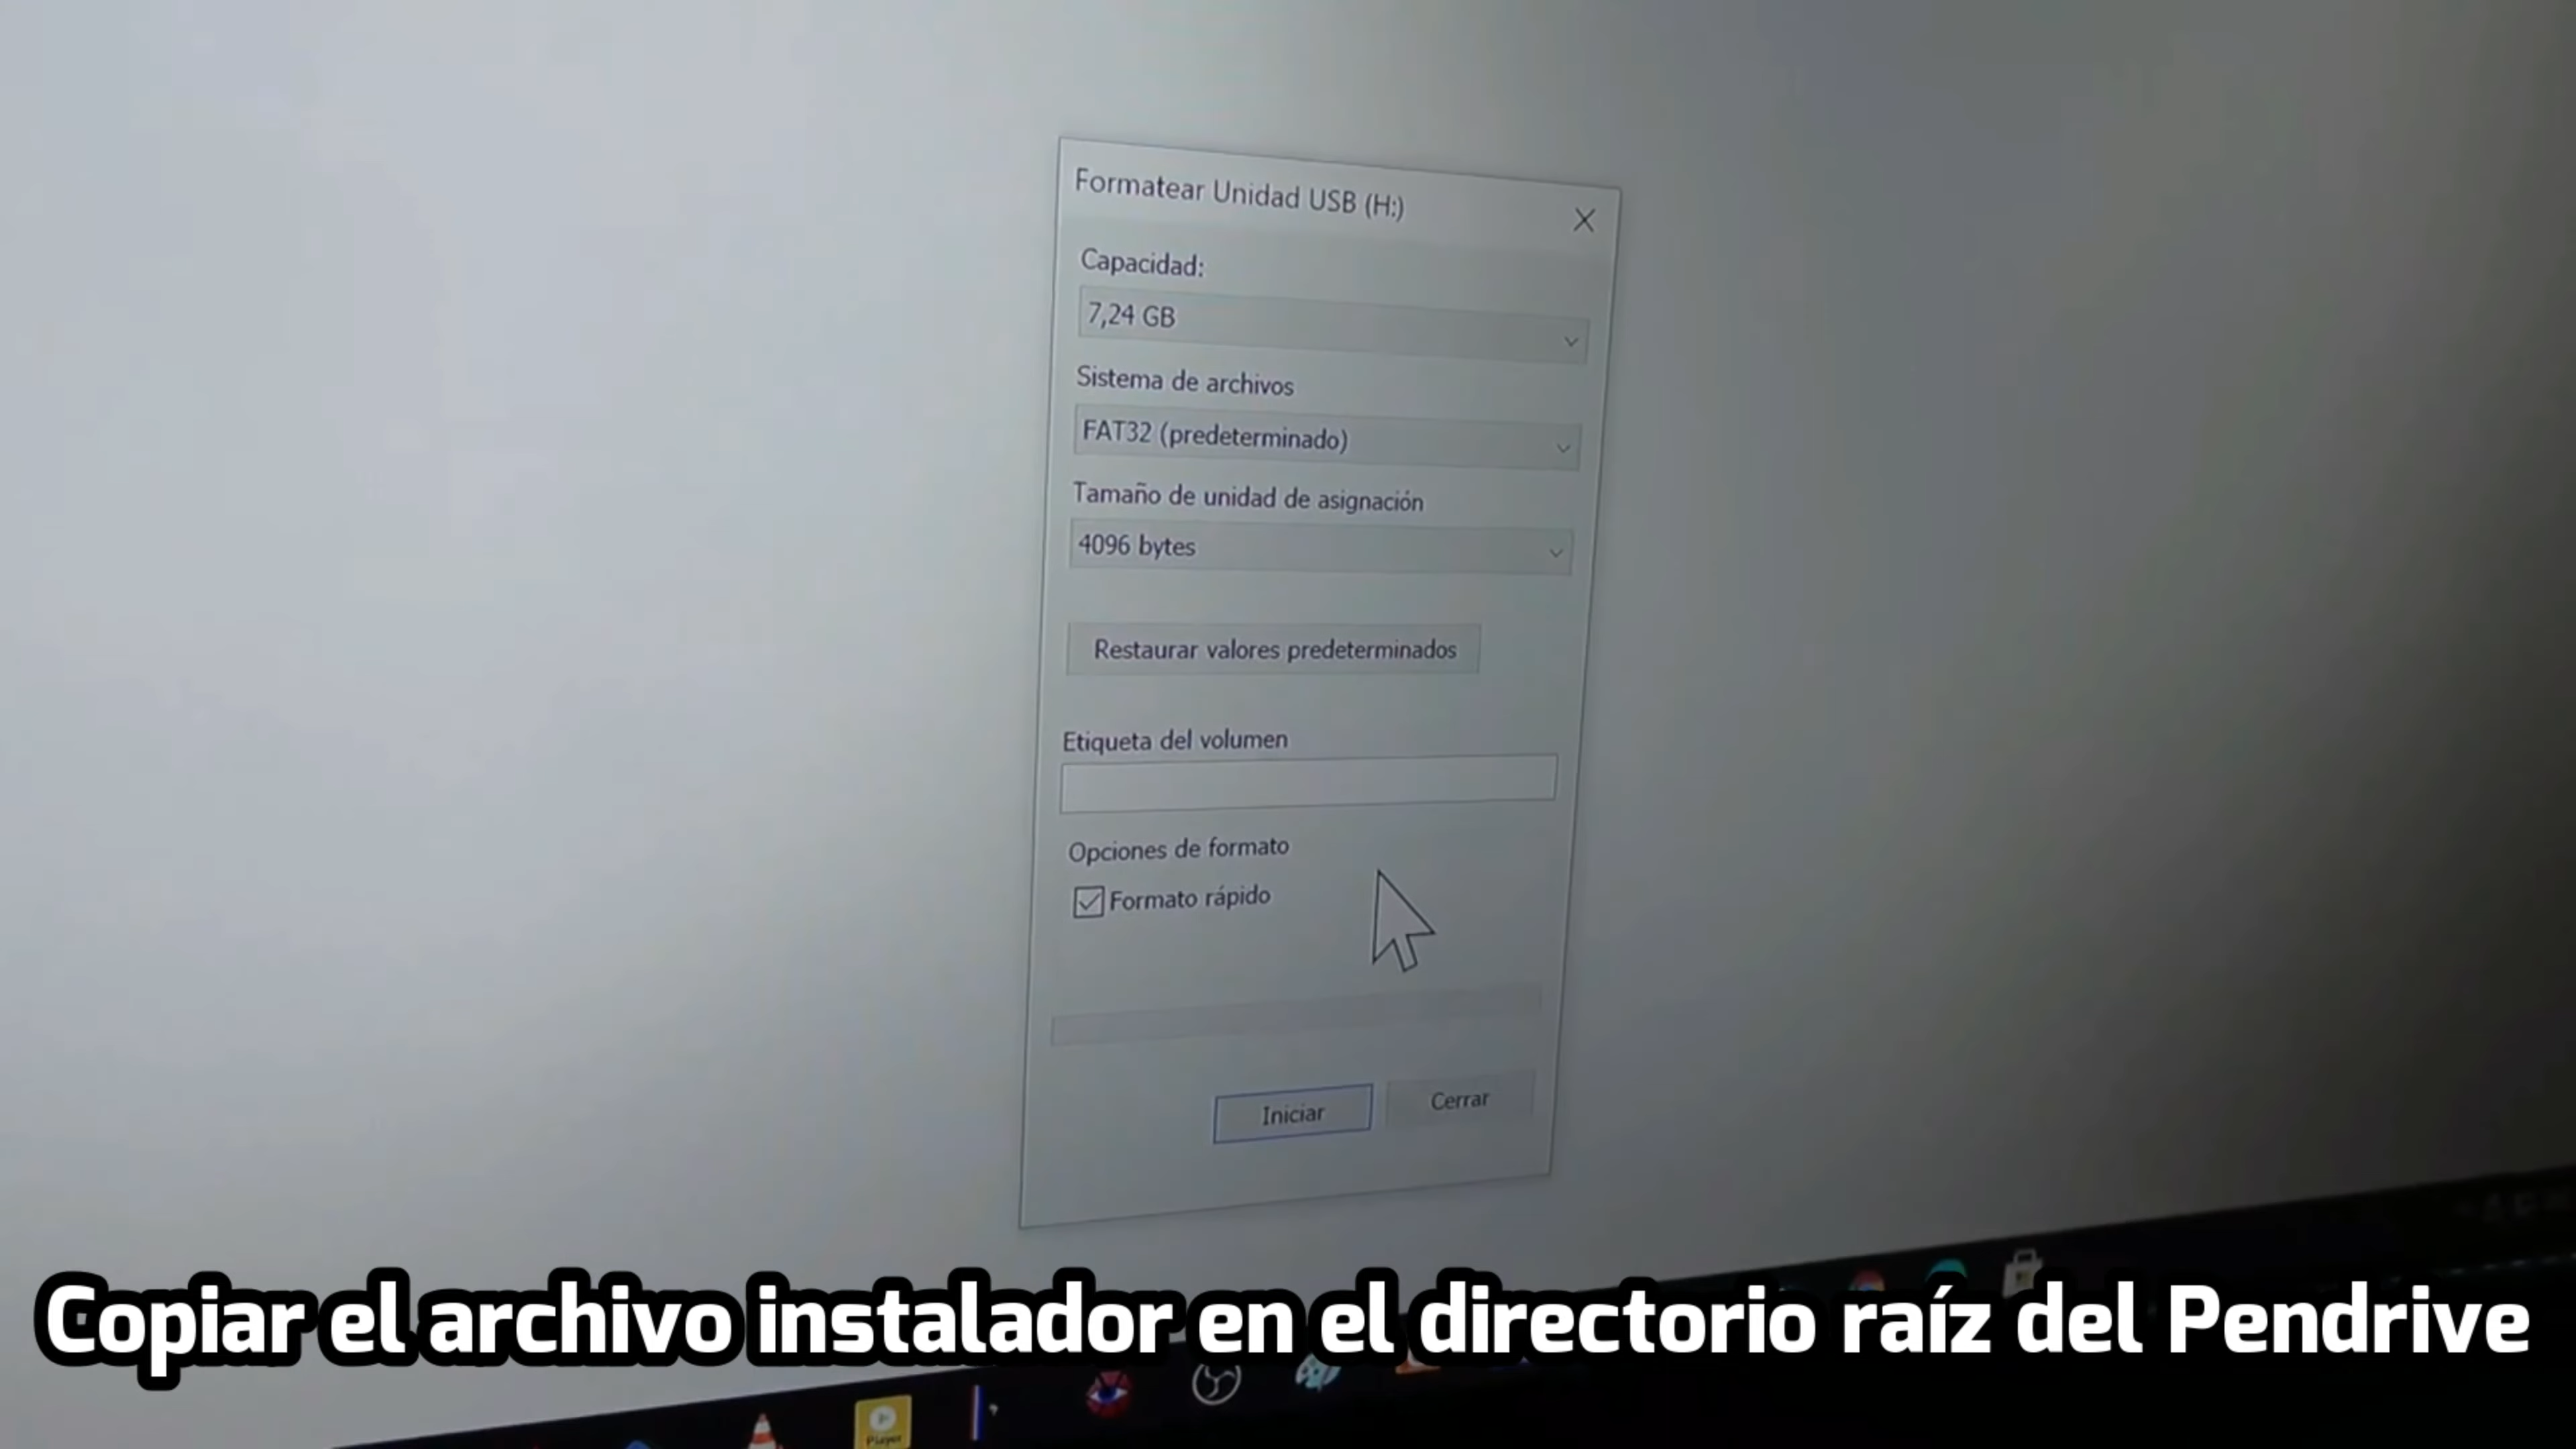 Formatear Unidad USB (H:)
Capacidad:
7,24 GB
Sistema de archivos
FAT32 (predeterminado)
Tamaño de unidad de asignación
4096 bytes
Restaurar valores predeterminados
Etiqueta del volumen
Opciones de formato
Formato rápido
Iniciar
Cerrar
Copiar el archivo instalador en el directorio raíz del Pendrive
Player